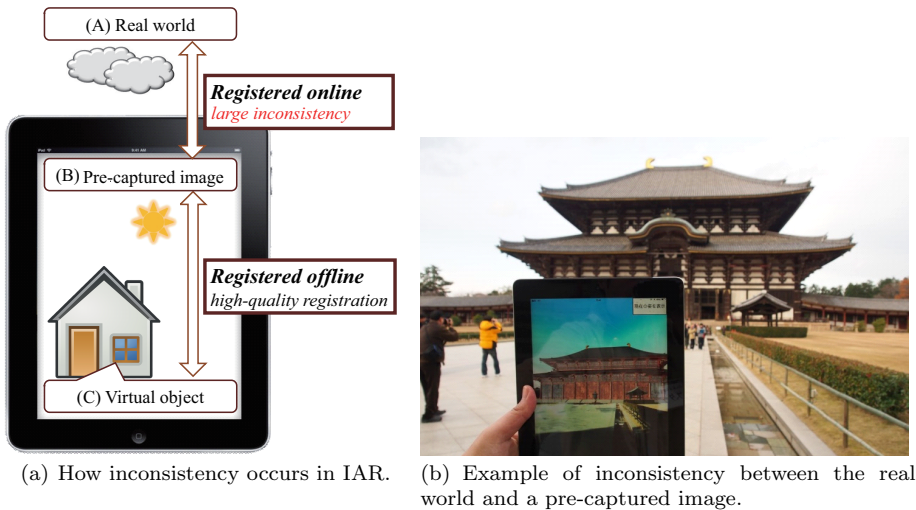 (A) Real world
Registered online
large inconsistency
(B) Pre-captured image
Registered offline
high-quality registration
(C) Virtual object
(a) How inconsistency occurs in IAR.
(b) Example of inconsistency between the real
world and a pre-captured image.